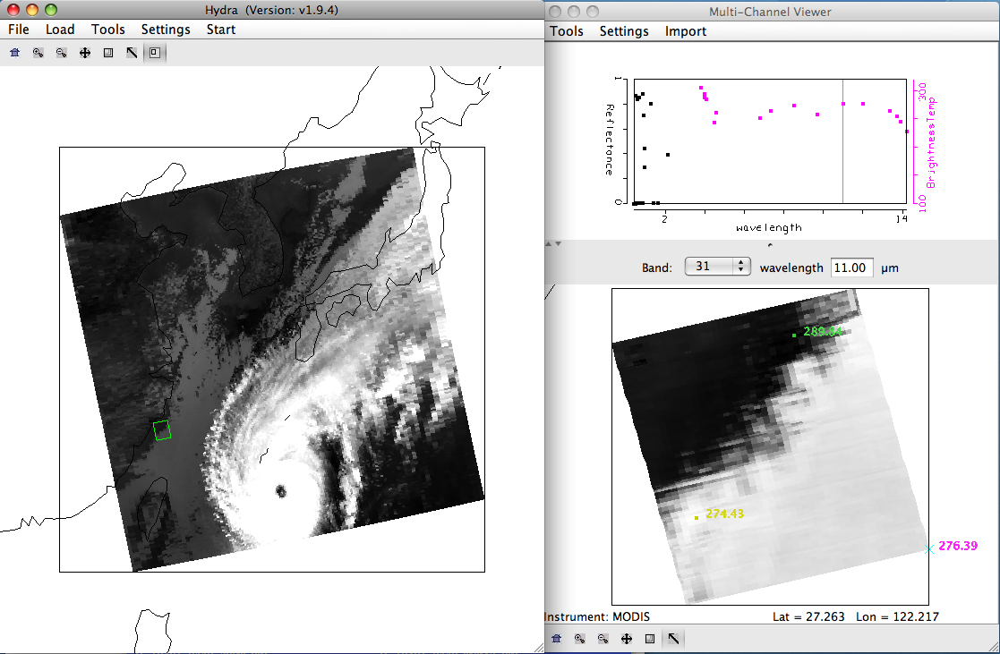 Hydra (Version: v1.9.4)
File Load Tools Settings Start
Multi-Channel Viewer
Tools Settings Import
1
Reflectance
0
300
BrightnessTemp
100
2 14
wavelength
Band: 31 wavelength 11.00 µm
289.84
274.43
276.39
Instrument: MODIS Lat = 27.263 Lon = 122.217